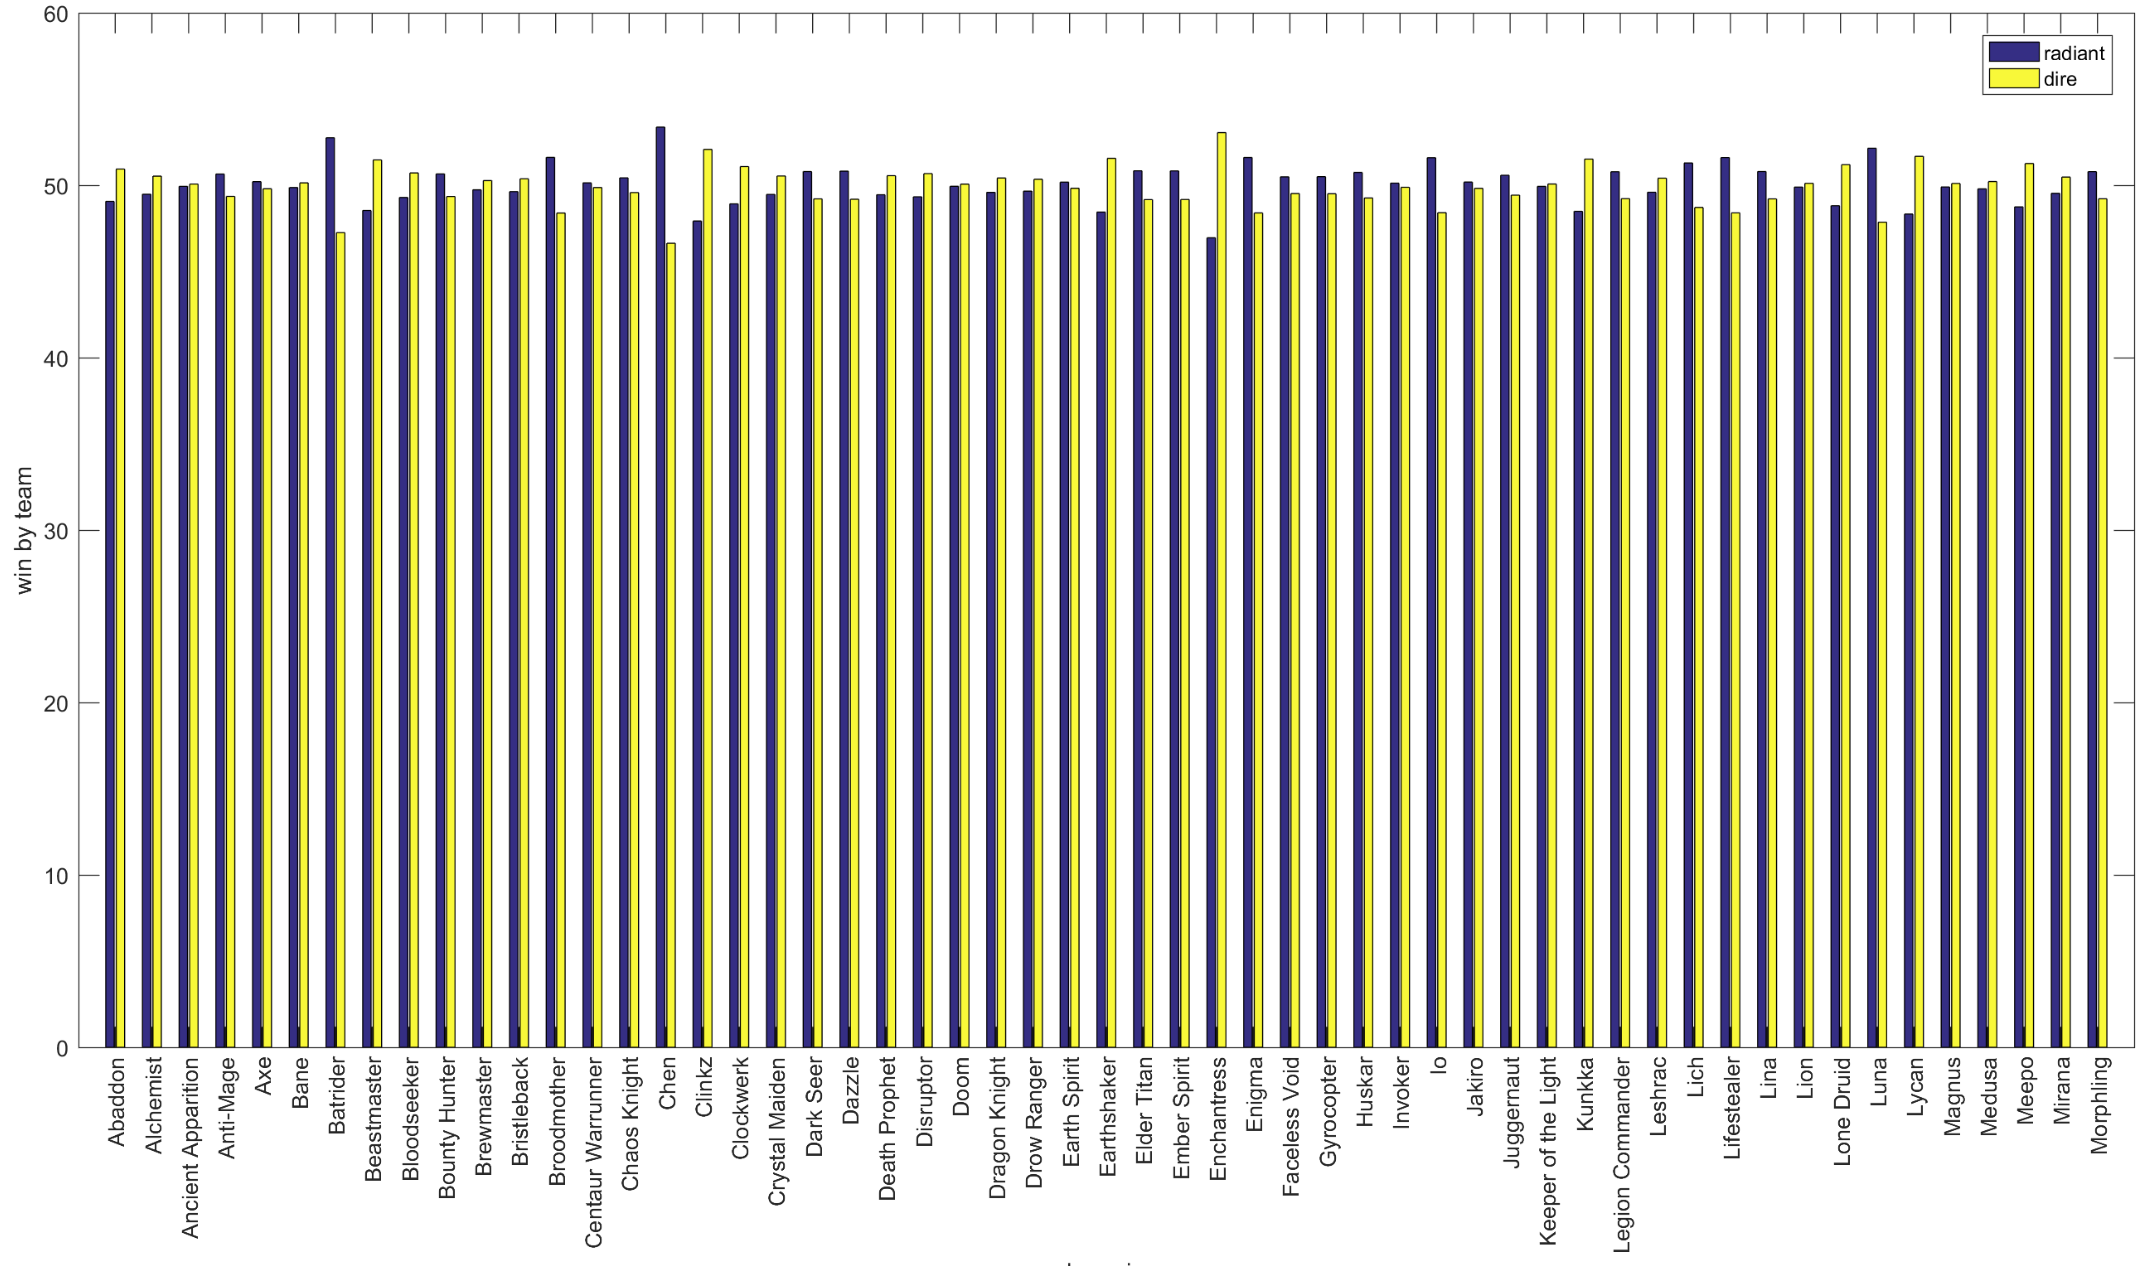 60
50
40
30
20
10
0
win by team
radiant
dire
Abaddon
Alchemist
Ancient Apparition
Anti-Mage
Axe
Bane
Batrider
Beastmaster
Bloodseeker
Bounty Hunter
Brewmaster
Bristleback
Broodmother
Centaur Warrunner
Chaos Knight
Chen
Clinkz
Clockwerk
Crystal Maiden
Dark Seer
Dazzle
Death Prophet
Disruptor
Doom
Dragon Knight
Drow Ranger
Earth Spirit
Earthshaker
Elder Titan
Ember Spirit
Enchantress
Enigma
Faceless Void
Gyrocopter
Huskar
Invoker
Io
Jakiro
Juggernaut
Keeper of the Light
Kunkka
Legion Commander
Leshrac
Lich
Lifestealer
Lina
Lion
Lone Druid
Luna
Lycan
Magnus
Medusa
Meepo
Mirana
Morphling